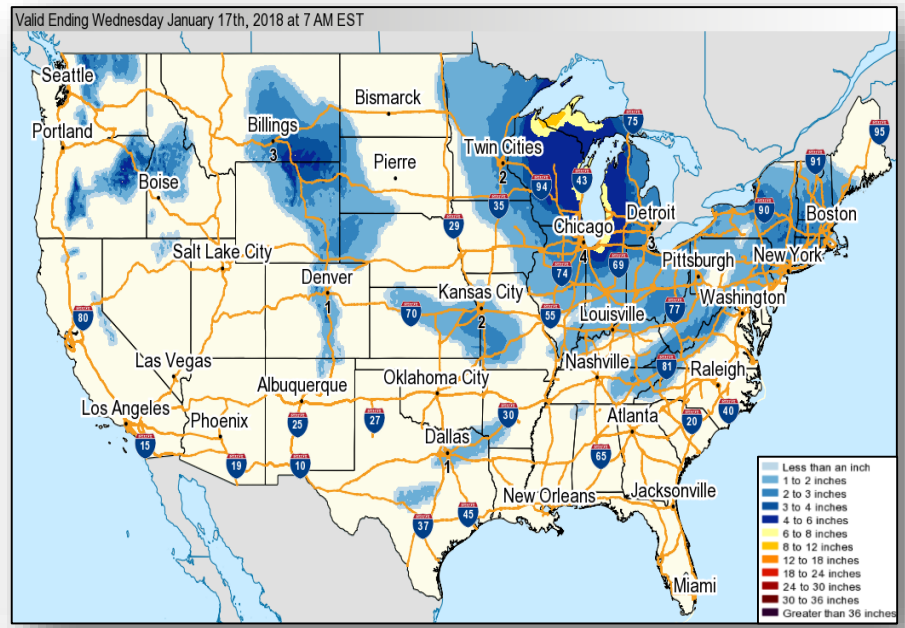 Valid Ending Wednesday January 17th, 2018 at 7 AM EST
Seattle
Portland
Billings
3
Bismarck
Pierre
Boise
Twin Cities
2
75
95
91
94
43
35
90
Boston
29
Chicago
4
Detroit
3
Salt Lake City
74
69
Pittsburgh
New York
Denver
1
Kansas City
2
70
55
77
Washington
80
Louisville
Las Vegas
Nashville
81
Raleigh
Albuquerque
Oklahoma City
Los Angeles
Phoenix
25
27
30
Atlanta
20
40
15
19
10
Dallas
1
65
37
45
New Orleans
Jacksonville
Miami
Less than an inch
1 to 2 inches
2 to 3 inches
3 to 4 inches
4 to 6 inches
6 to 8 inches
8 to 12 inches
12 to 18 inches
18 to 24 inches
24 to 30 inches
30 to 36 inches
Greater than 36 inches